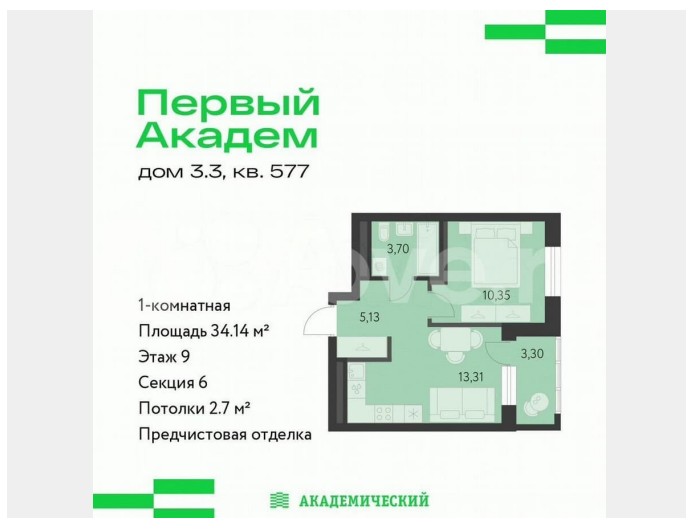 Первый
Академ
дом 3.3, кв. 577
1-комнатная
Площадь 34.14 м²
Этаж 9
Секция 6
Потолки 2.7 м²
Предчистовая отделка
3,70
10,35
5,13
3,30
13,31
АКАДЕМИЧЕСКИЙ